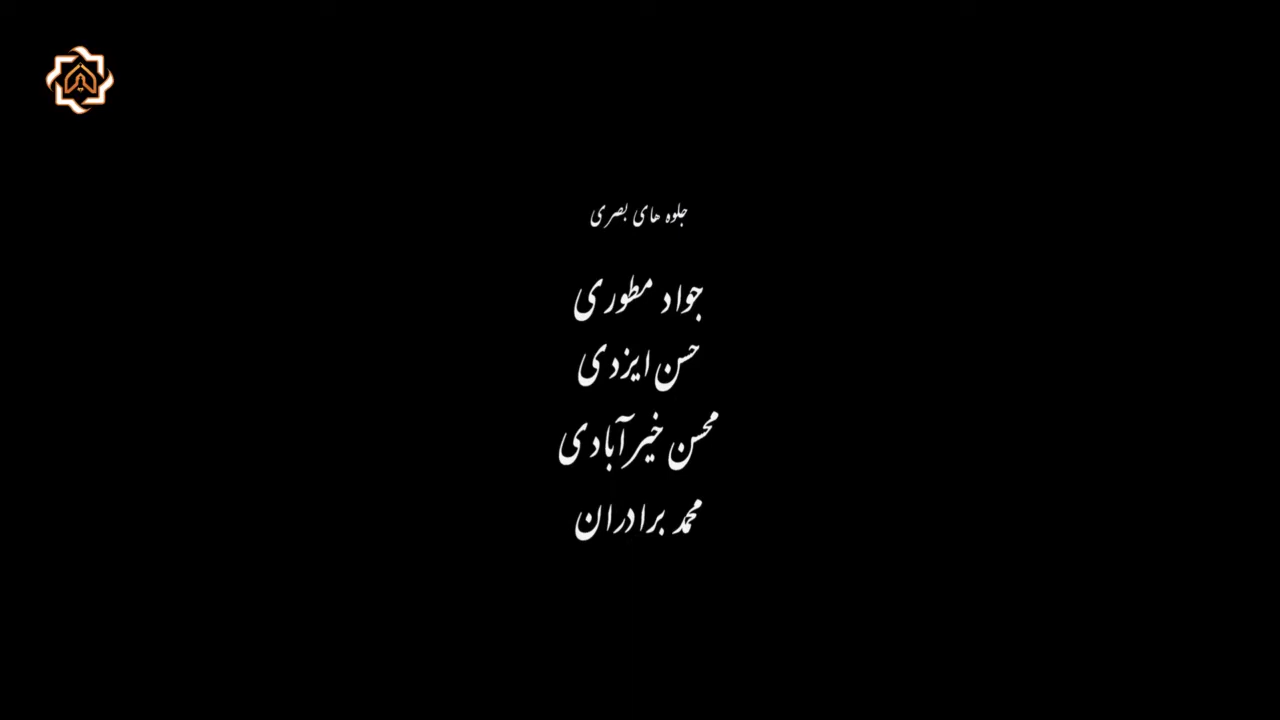 جلوه های بصری
جواد مطوری
حسن ایزدی
محسن خیرآبادی
محمد برادران